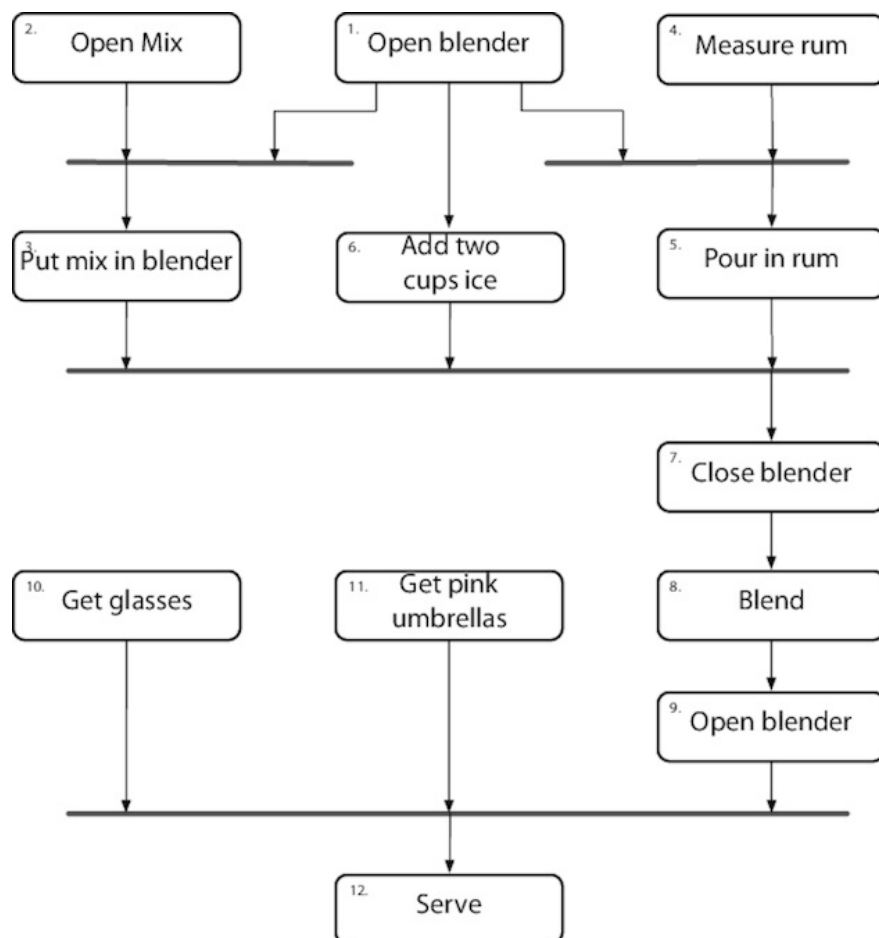 2. Open Mix
1. Open blender
4. Measure rum
3. Put mix in blender
6. Add two
cups ice
5. Pour in rum
7. Close blender
10. Get glasses
11. Get pink
umbrellas
8. Blend
9. Open blender
12. Serve